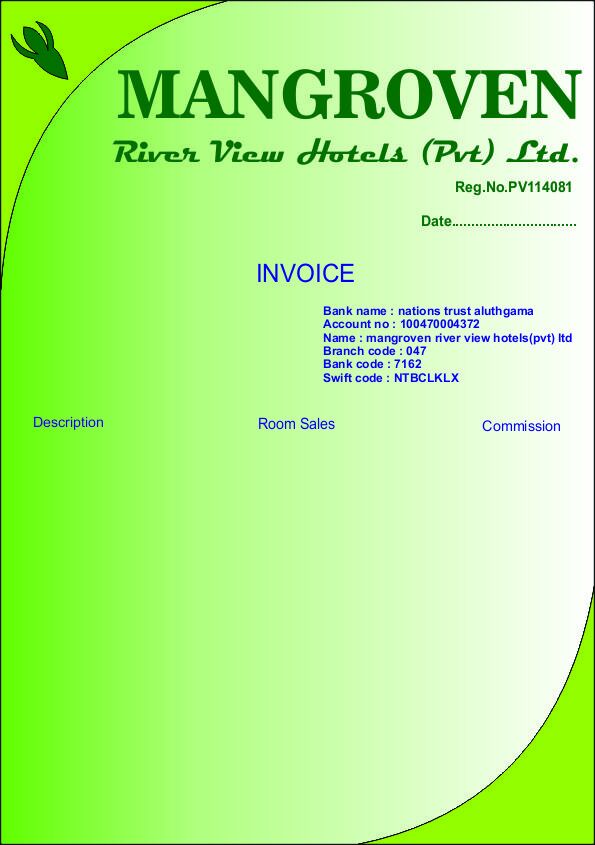 MANGROVEN
River View Hotels (Pvt) Ltd.
Reg.No.PV114081
Date...............................
INVOICE
Bank name : nations trust aluthgama
Account no : 100470004372
Name : mangroven river view hotels(pvt) ltd
Branch code : 047
Bank code : 7162
Swift code : NTBCLKLX
Description Room Sales Commission